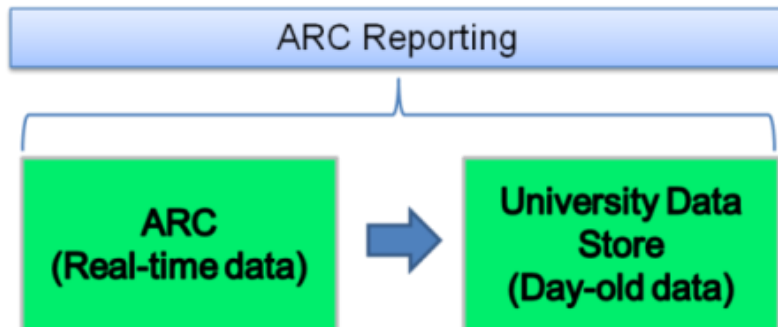 ARC Reporting
ARC
(Real-time data)
University Data
Store
(Day-old data)